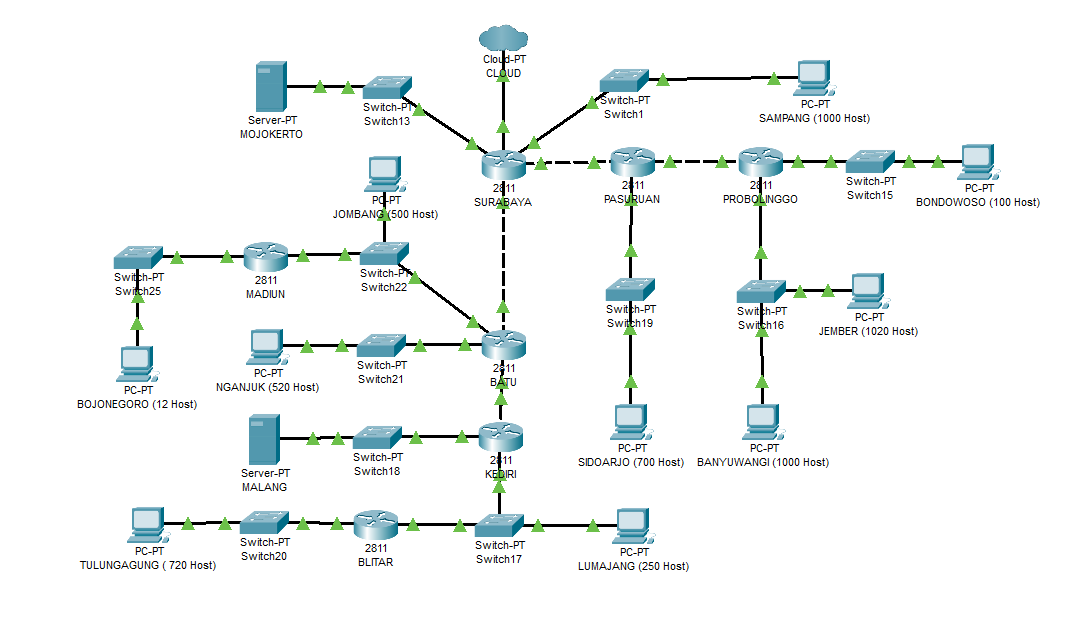 Cloud-PT
CLOUD
Server-PT
MOJOKERTO
Switch-PT
Switch13
Switch-PT
Switch1
PC-PT
SAMPANG (1000 Host)
2811
SURABAYA
2811
PASURUAN
2811
PROBOLINGGO
Switch-PT
Switch15
PC-PT
BONDOWOSO (100 Host)
PC-PT
JOMBANG (500 Host)
Switch-PT
Switch25
2811
MADIUN
Switch-PT
Switch22
Switch-PT
Switch19
Switch-PT
Switch16
PC-PT
JEMBER (1020 Host)
PC-PT
BOJONEGORO (12 Host)
PC-PT
NGANJUK (520 Host)
Switch-PT
Switch21
2811
BATU
Server-PT
MALANG
Switch-PT
Switch18
2811
KEDIRI
PC-PT
SIDOARJO (700 Host)
PC-PT
BANYUWANGI (1000 Host)
PC-PT
TULUNGAGUNG ( 720 Host)
Switch-PT
Switch20
2811
BLITAR
Switch-PT
Switch17
PC-PT
LUMAJANG (250 Host)